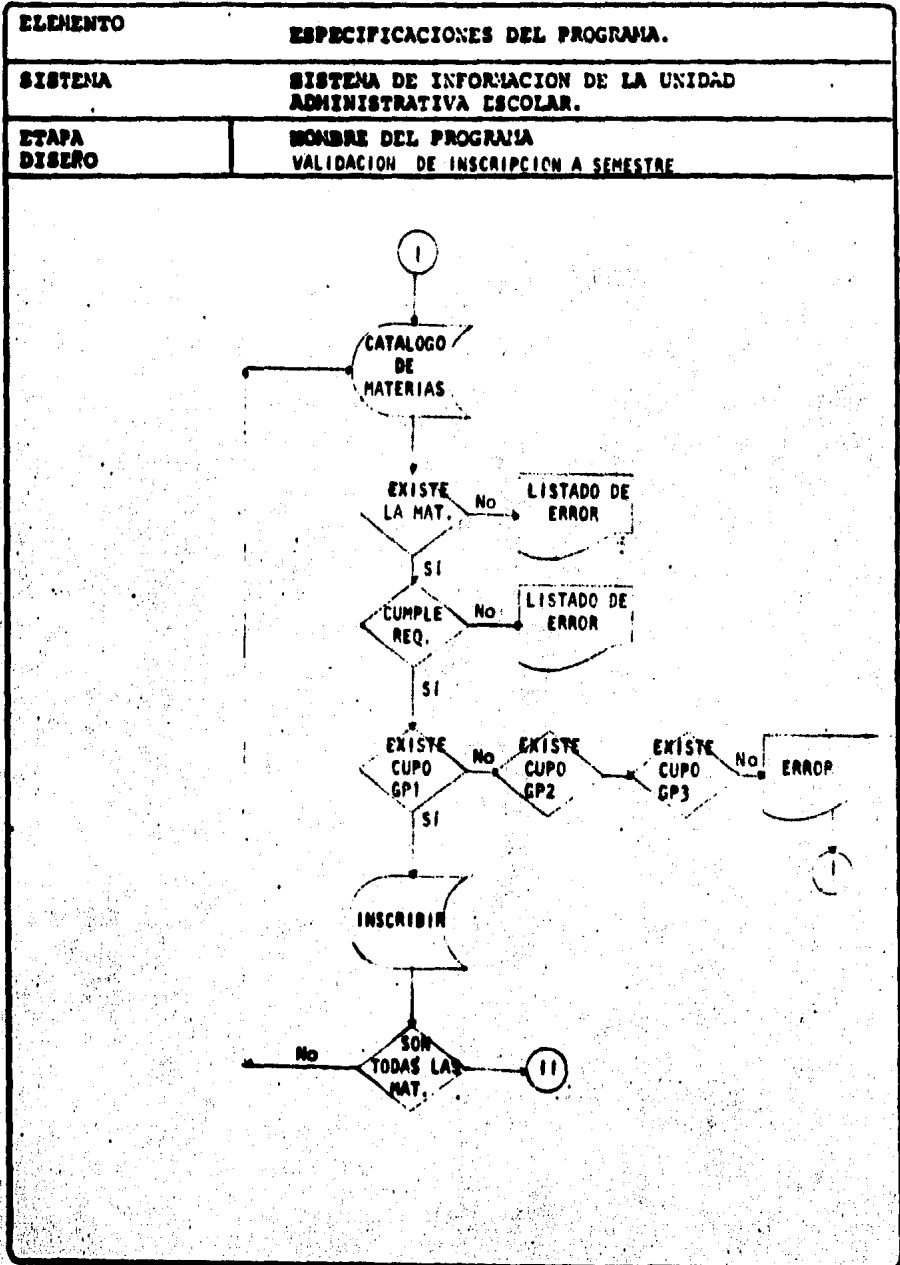 ELEMENTO
ESPECIFICACIONES DEL PROGRAMA.
SISTEMA
SISTEMA DE INFORMACION DE LA UNIDAD
ADMINISTRATIVA ESCOLAR.
ETAPA
DISEÑO
NOMBRE DEL PROGRAMA
VALIDACION DE INSCRIPCION A SEMESTRE
I
CATALOGO
DE
MATERIAS
EXISTE
LA MAT.
No
LISTADO DE
ERROR
SÍ
CUMPLE
REQ.
No
LISTADO DE
ERROR
SÍ
EXISTE
CUPO
GP1
No
EXISTE
CUPO
GP2
EXISTE
CUPO
GP3
No
ERROR
SÍ
I
INSCRIBIR
SON
TODAS LAS
MAT.
No
II